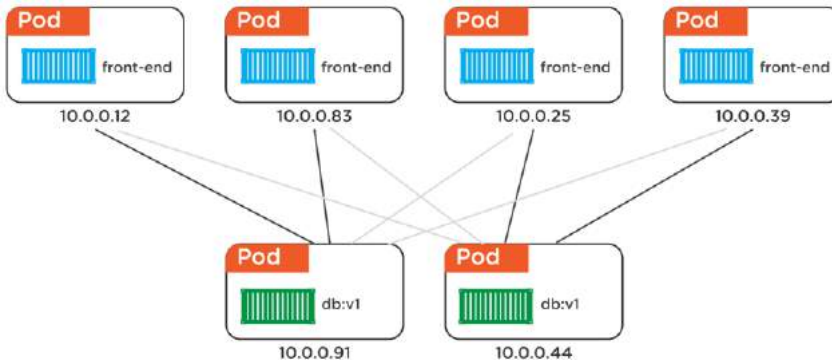 Pod
front-end
10.0.0.12
Pod
front-end
10.0.0.83
Pod
front-end
10.0.0.25
Pod
front-end
10.0.0.39
Pod
db:v1
10.0.0.91
Pod
db:v1
10.0.0.44